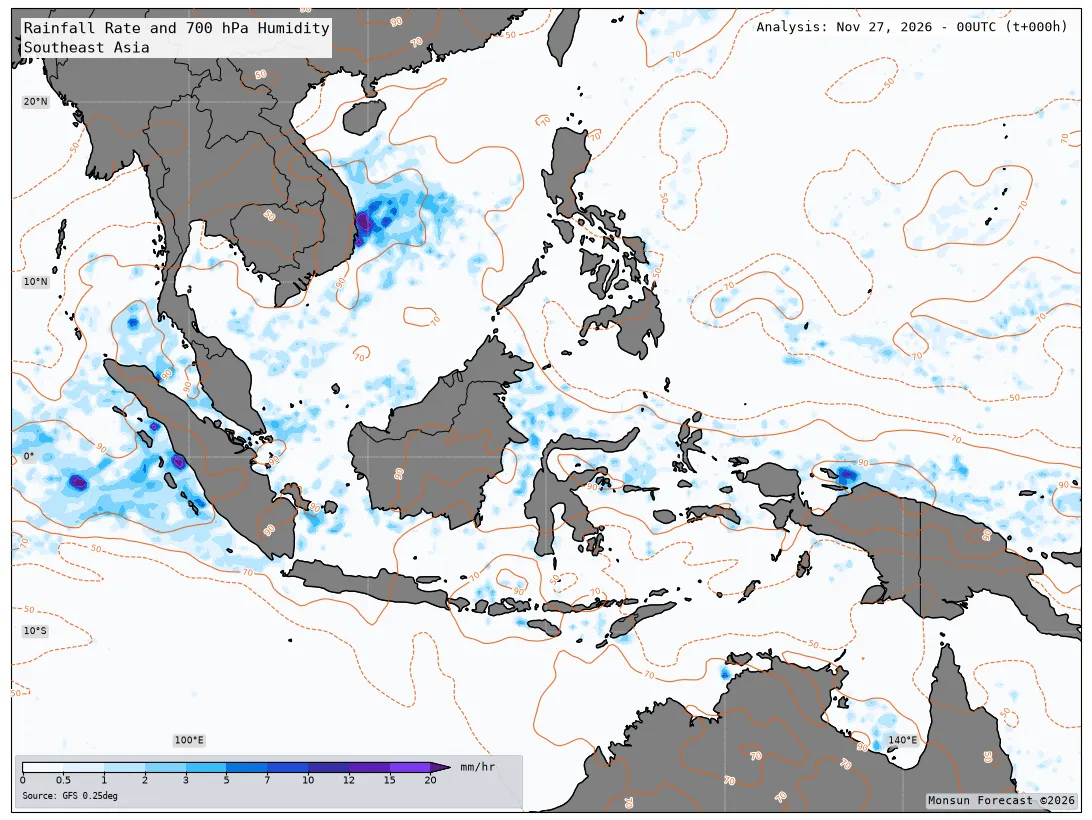 Rainfall Rate and 700 hPa Humidity
Southeast Asia
Analysis: Nov 27, 2026 - 00UTC (t+000h)
20°N
10°N
0°
10°S
100°E
140°E
mm/hr
0 0.5 1 2 3 5 7 10 12 15 20
Source: GFS 0.25deg
Monsun Forecast ©2026